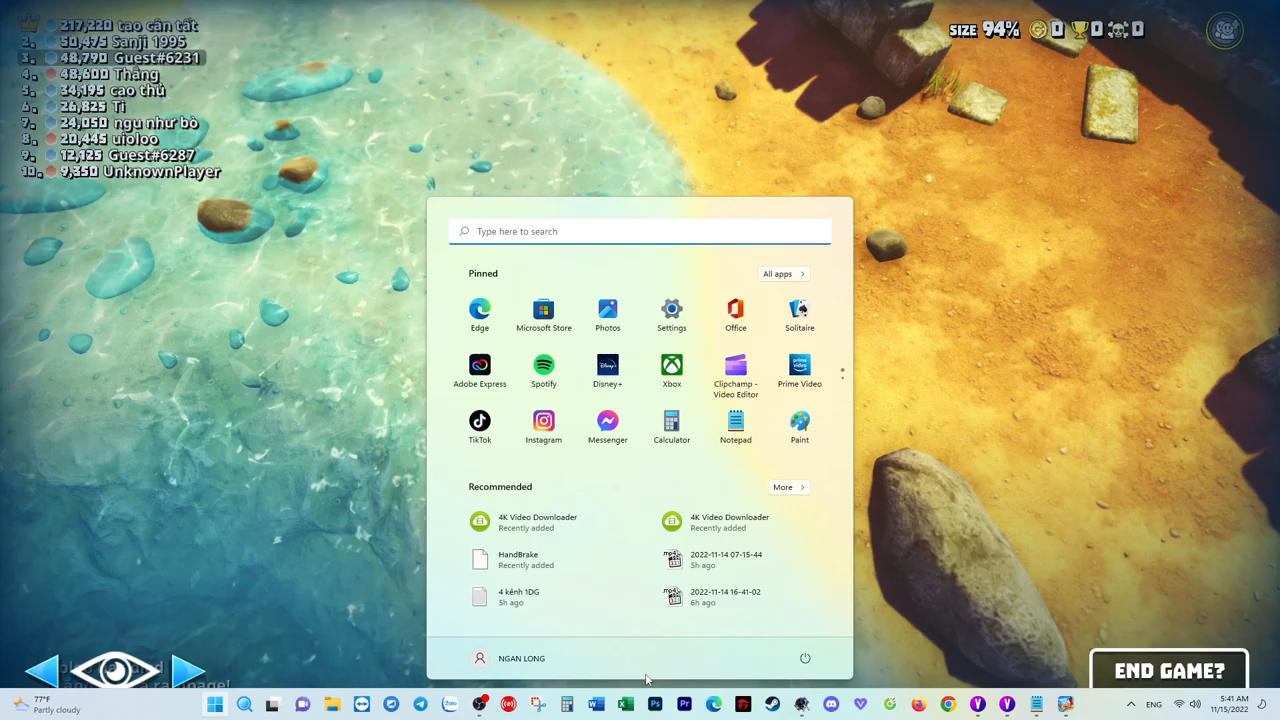 1. 217,220 tao cân tất
2. 50,475 Sanji 1995
3. 48,790 Guest#6231
4. 48,600 Thắng
5. 34,195 cao thủ
6. 26,825 Ti
7. 24,050 ngu như bò
8. 20,445 uioloo
9. 12,125 Guest#6287
10. 9,350 UnknownPlayer
SIZE 94% 0 0 0
Type here to search
Pinned All apps
Edge Microsoft Store Photos Settings Office Solitaire
Adobe Express Spotify Disney+ Xbox Clipchamp - Prime Video
Video Editor
TikTok Instagram Messenger Calculator Notepad Paint
Recommended More
4K Video Downloader 4K Video Downloader
Recently added Recently added
HandBrake 2022-11-14 07-15-44
Recently added 5h ago
4 kênh 1DG 2022-11-14 16-41-02
5h ago 6h ago
NGAN LONG
END GAME?
77°F
Partly cloudy
ENG
5:41 AM
11/15/2022